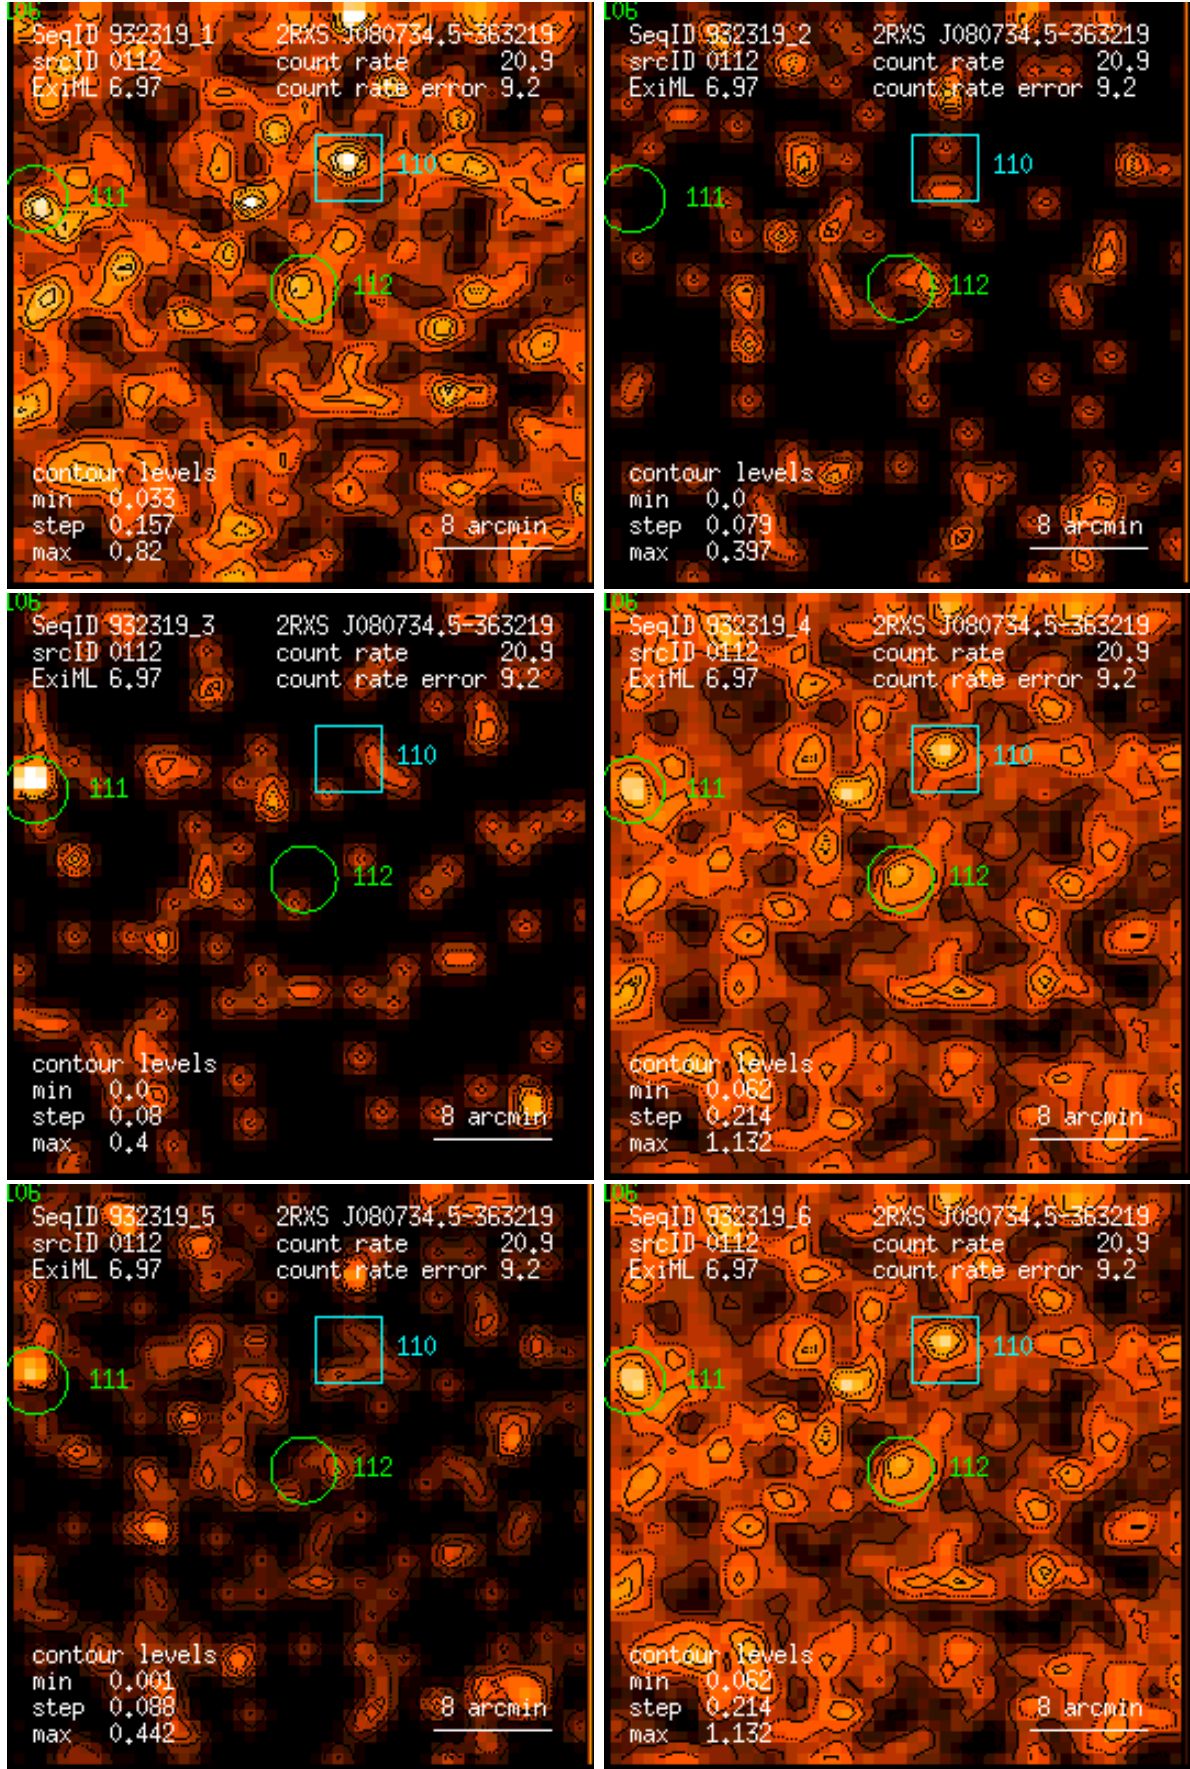 106
SeqID 932319_1 2RXS J080734.5-363219
srcID 0112 count rate 20.9
ExiML 6.97 count rate error 9.2
110
111
112
contour levels
min 0.033
step 0.157
max 0.82
8 arcmin
106
SeqID 932319_2 2RXS J080734.5-363219
srcID 0112 count rate 20.9
ExiML 6.97 count rate error 9.2
110
111
112
contour levels
min 0.0
step 0.079
max 0.397
8 arcmin
106
SeqID 932319_3 2RXS J080734.5-363219
srcID 0112 count rate 20.9
ExiML 6.97 count rate error 9.2
110
111
112
contour levels
min 0.0
step 0.08
max 0.4
8 arcmin
106
SeqID 932319_4 2RXS J080734.5-363219
srcID 0112 count rate 20.9
ExiML 6.97 count rate error 9.2
110
111
112
contour levels
min 0.062
step 0.214
max 1.132
8 arcmin
106
SeqID 932319_5 2RXS J080734.5-363219
srcID 0112 count rate 20.9
ExiML 6.97 count rate error 9.2
110
111
112
contour levels
min 0.001
step 0.088
max 0.442
8 arcmin
106
SeqID 932319_6 2RXS J080734.5-363219
srcID 0112 count rate 20.9
ExiML 6.97 count rate error 9.2
110
111
112
contour levels
min 0.062
step 0.214
max 1.132
8 arcmin